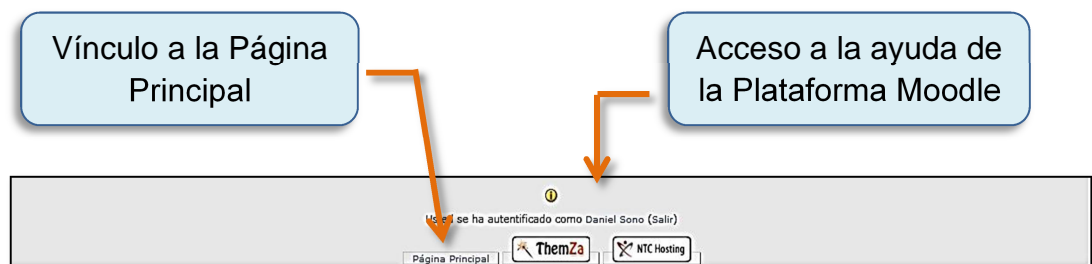 Vínculo a la Página
Principal
Acceso a la ayuda de
la Plataforma Moodle
Usted se ha autentificado como Daniel Sono (Salir)
Página Principal
ThemZa
NTC Hosting